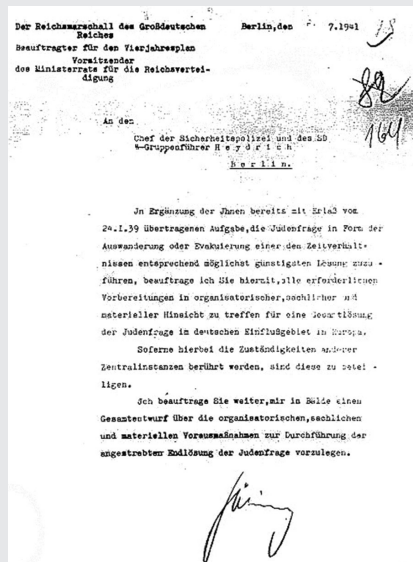 Der Reichsmarschall des Großdeutschen
Reiches
Beauftragter für den Vierjahresplan
Vorsitzender
des Ministerrats für die Reichsvertei-
digung
Berlin,den 7.1941
18
82
164
An den
Chef der Sicherheitspolizei und des SD
SS-Gruppenführer H e y d r i c h
B e r l i n.
Jn Ergänzung der Jhnen bereits mit Erlaß vom
24.I.39 übertragenen Aufgabe,die Judenfrage in Form der
Auswanderung oder Evakuierung einer den Zeitverhält-
nissen entsprechend möglichst günstigsten Lösung zuzu -
führen, beauftrage ich Sie hiermit,alle erforderlichen
Vorbereitungen in organisatorischer,sachlicher und
materieller Hinsicht zu treffen für eine Gesamtlösung
der Judenfrage im deutschen Einflußgebiet in Europa.
Soferne hierbei die Zuständigkeiten anderer
Zentralinstanzen berührt werden, sind diese zu betei -
ligen.
Jch beauftrage Sie weiter,mir in Bälde einen
Gesamtentwurf über die organisatorischen,sachlichen
und materiellen Vorausmaßnahmen zur Durchführung der
angestrebten Endlösung der Judenfrage vorzulegen.
Göring